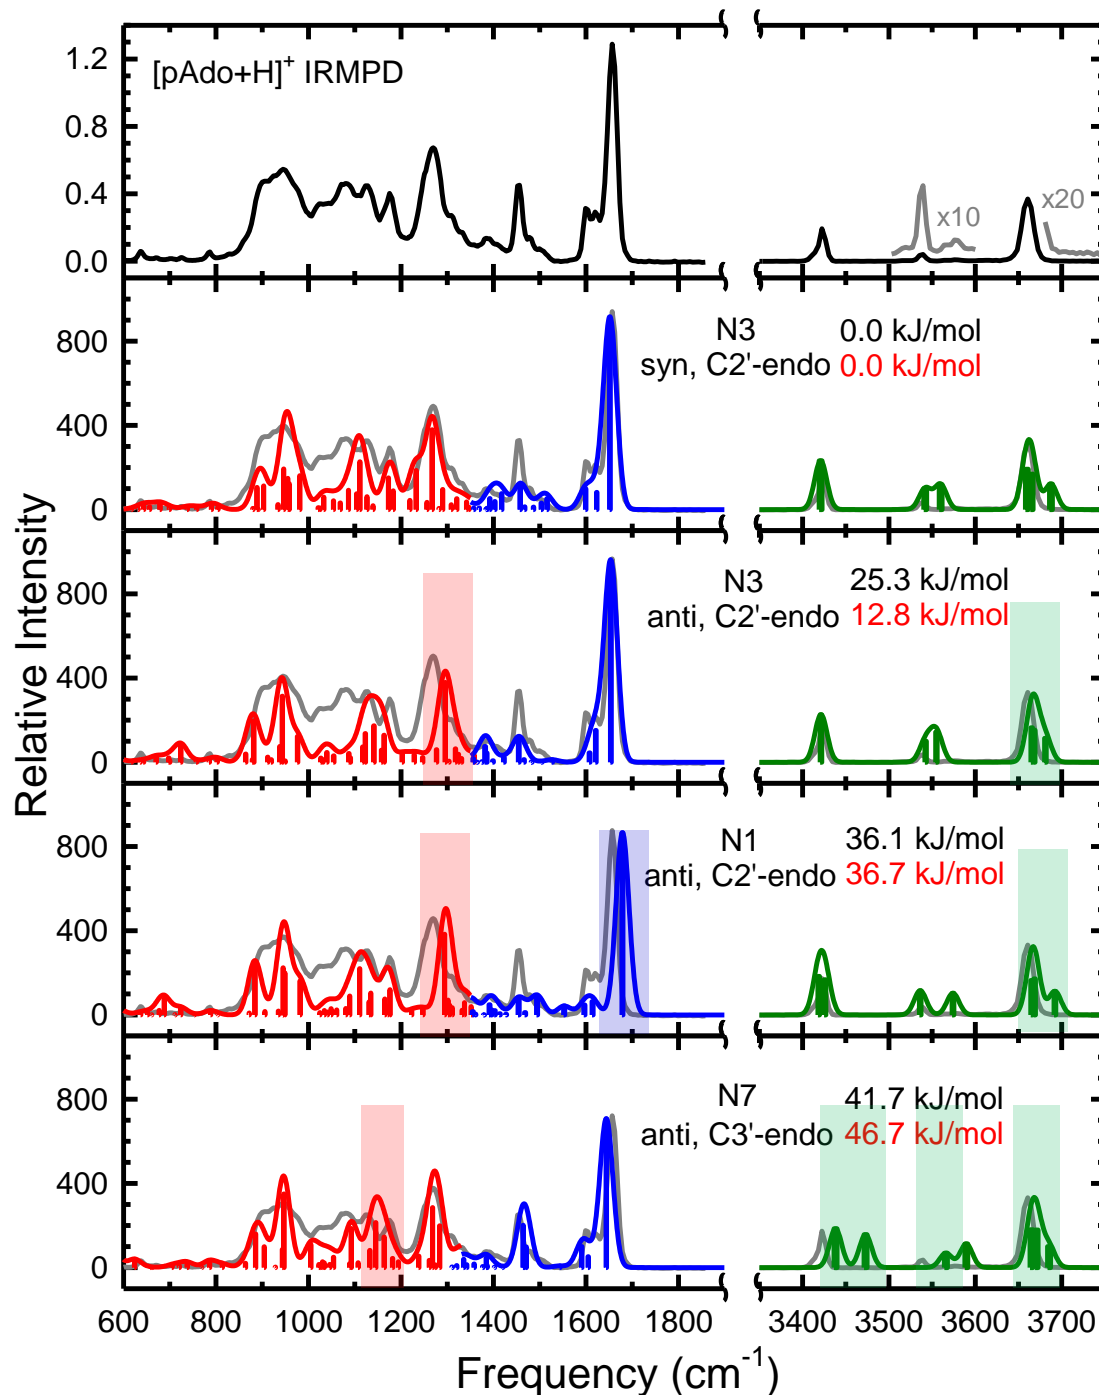 [pAdo+H]+ IRMPD
1.2
0.8
0.4
0.0
x10
x20
N3
0.0 kJ/mol
syn, C2'-endo
0.0 kJ/mol
800
400
0
N3
25.3 kJ/mol
anti, C2'-endo
12.8 kJ/mol
800
400
0
N1
36.1 kJ/mol
anti, C2'-endo
36.7 kJ/mol
800
400
0
N7
41.7 kJ/mol
anti, C3'-endo
46.7 kJ/mol
800
400
0
Relative Intensity
600 800 1000 1200 1400 1600 1800 3400 3500 3600 3700
Frequency (cm-1)